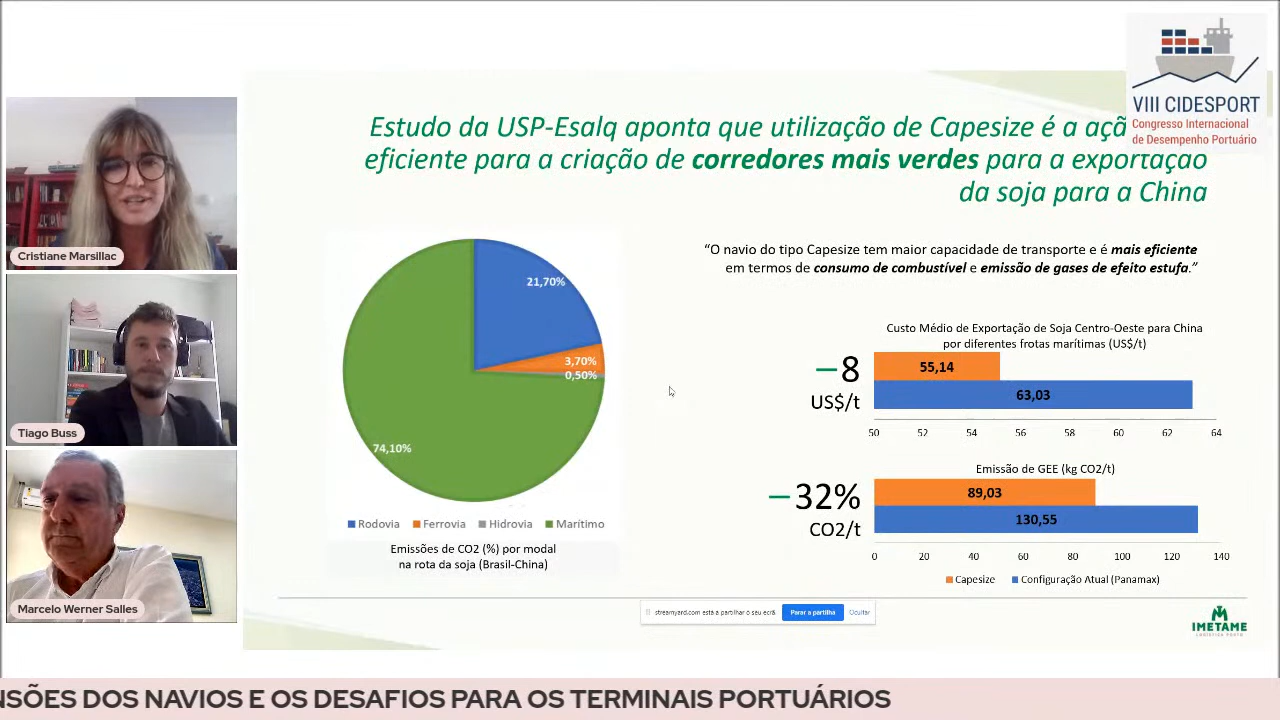 VIII CIDESPORT
Congresso Internacional
de Desempenho Portuário
Estudo da USP-Esalq aponta que utilização de Capesize é a açã
eficiente para a criação de corredores mais verdes para a exportação
da soja para a China
Cristiane Marsillac
Tiago Buss
Marcelo Werner Salles
21,70%
3,70%
0,50%
74,10%
Rodovia Ferrovia Hidrovia Marítimo
Emissões de CO2 (%) por modal
na rota da soja (Brasil-China)
“O navio do tipo Capesize tem maior capacidade de transporte e é mais eficiente
em termos de consumo de combustível e emissão de gases de efeito estufa.”
Custo Médio de Exportação de Soja Centro-Oeste para China
por diferentes frotas marítimas (US$/t)
–8
US$/t
55,14
63,03
50 52 54 56 58 60 62 64
Emissão de GEE (kg CO2/t)
–32%
CO2/t
89,03
130,55
0 20 40 60 80 100 120 140
Capesize Configuração Atual (Panamax)
streamyard.com está a partilhar o seu ecrã. Parar a partilha Ocultar
IMETAME
LOGÍSTICA PORTO
NSÕES DOS NAVIOS E OS DESAFIOS PARA OS TERMINAIS PORTUÁRIOS